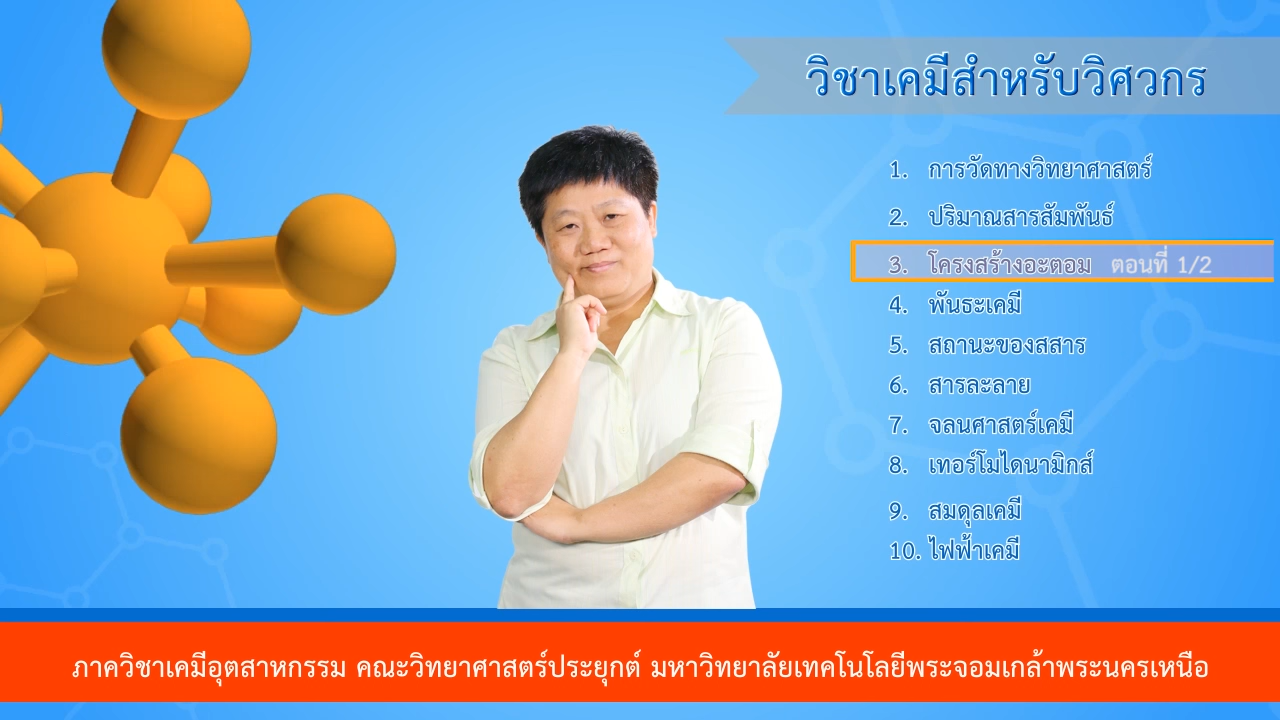 วิชาเคมีสำหรับวิศวกร
1. การวัดทางวิทยาศาสตร์
2. ปริมาณสารสัมพันธ์
3. โครงสร้างอะตอม ตอนที่ 1/2
4. พันธะเคมี
5. สถานะของสสาร
6. สารละลาย
7. จลนศาสตร์เคมี
8. เทอร์โมไดนามิกส์
9. สมดุลเคมี
10. ไฟฟ้าเคมี
ภาควิชาเคมีอุตสาหกรรม คณะวิทยาศาสตร์ประยุกต์ มหาวิทยาลัยเทคโนโลยีพระจอมเกล้าพระนครเหนือ